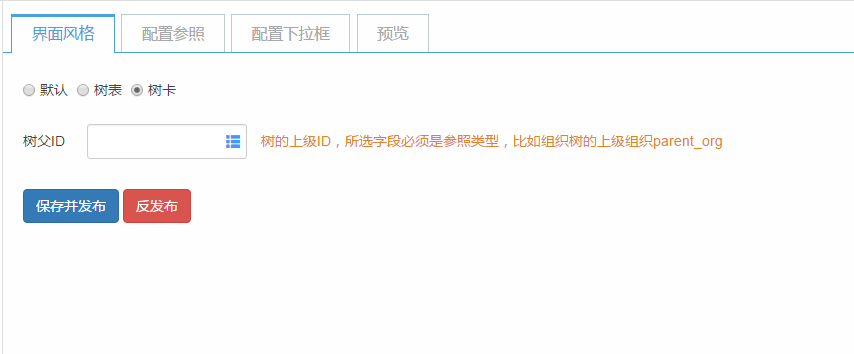 界面风格 配置参照 配置下拉框 预览
默认 树表 树卡
树父ID 树的上级ID，所选字段必须是参照类型，比如组织树的上级组织parent_org
保存并发布 反发布